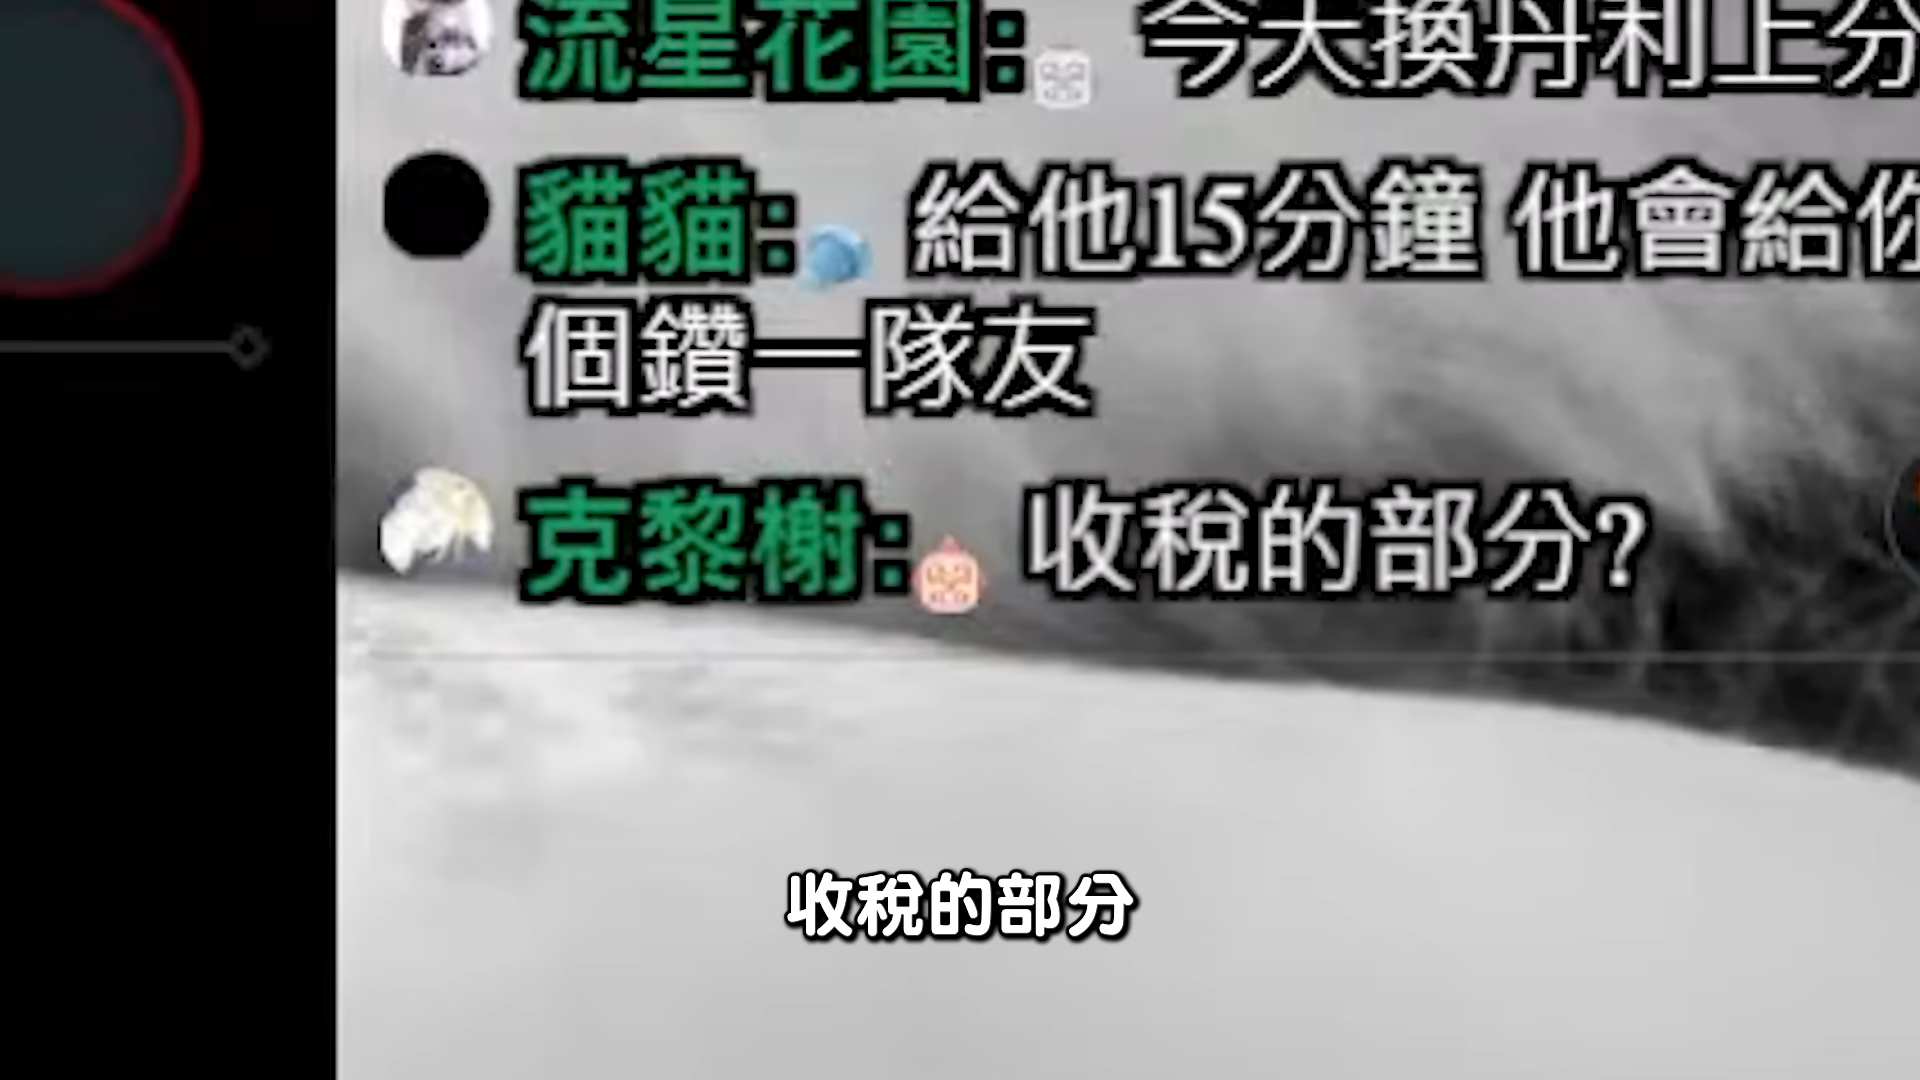 流星花園: 今天換丹利上分
貓貓: 給他15分鐘 他會給你
個鑽一隊友
克黎榭: 收稅的部分?
收稅的部分